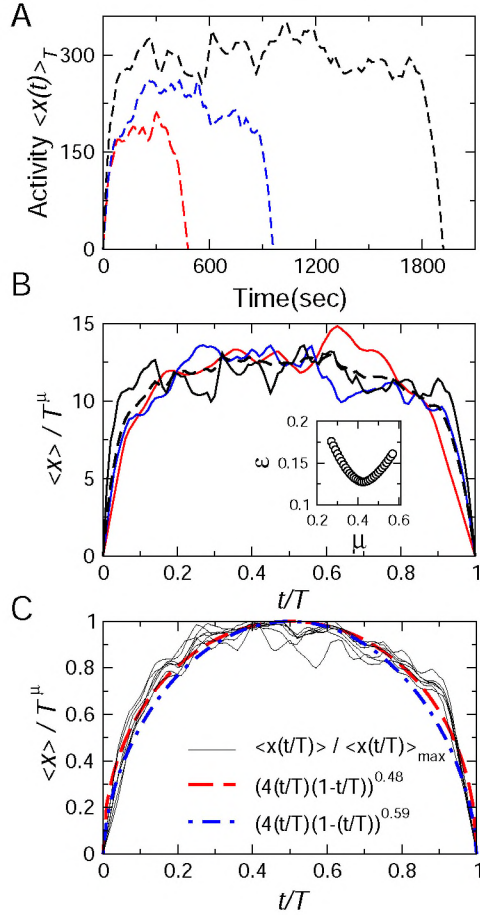 A
Activity <x(t)>_T
300
150
0
0 600 1200 1800
Time(sec)
B
<x> / T^μ
15
10
5
0
0.2
0.15
0.1
ε
0.2 0.4 0.6
μ
0 0.2 0.4 0.6 0.8 1
t/T
C
<x> / T^μ
1
0.8
0.6
0.4
0.2
0
<x(t/T)> / <x(t/T)>_max
(4(t/T)(1-t/T))^0.48
(4(t/T)(1-(t/T))^0.59
0 0.2 0.4 0.6 0.8 1
t/T